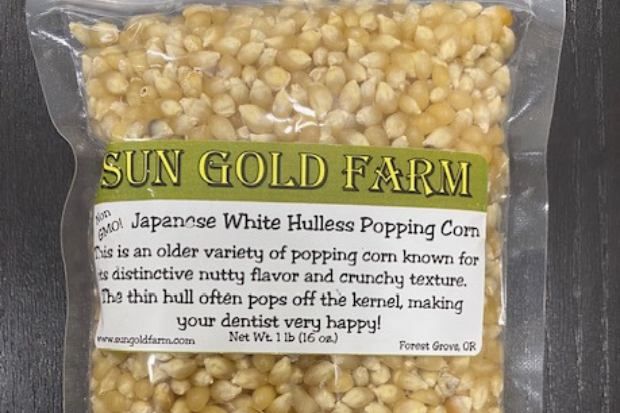 SUN GOLD FARM
Non GMO!
Japanese White Hulless Popping Corn
This is an older variety of popping corn known for
its distinctive nutty flavor and crunchy texture.
The thin hull often pops off the kernel, making
your dentist very happy!
www.sungoldfarm.com Net Wt. 1 lb (16 oz.) Forest Grove, OR